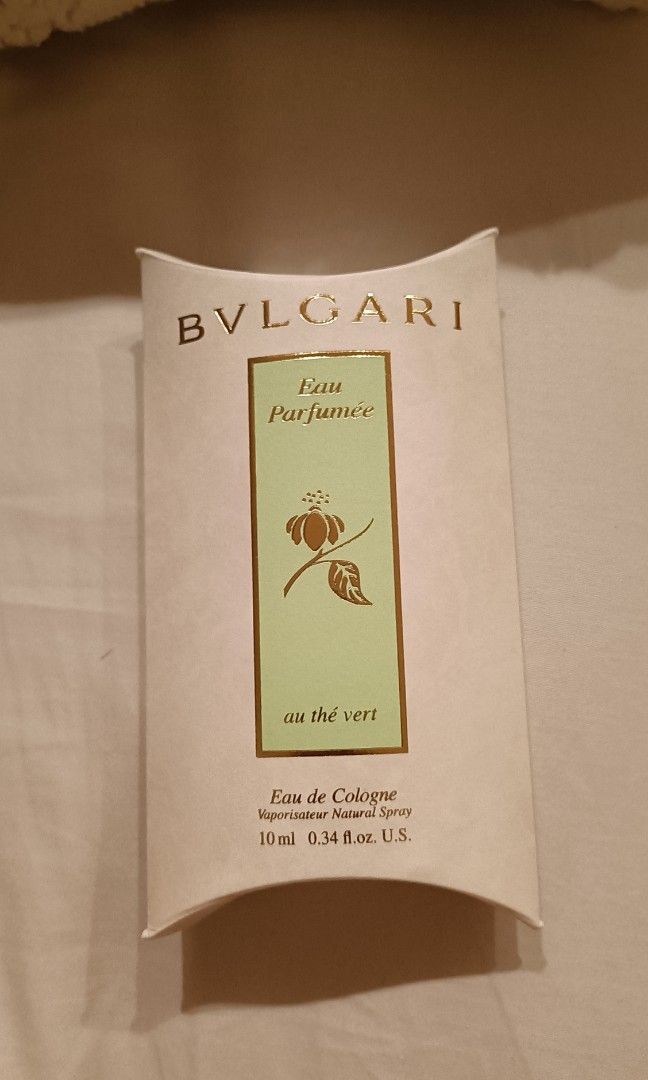 BVLGARI
Eau
Parfumée
au thé vert
Eau de Cologne
Vaporisateur Natural Spray
10 ml 0.34 fl.oz. U.S.